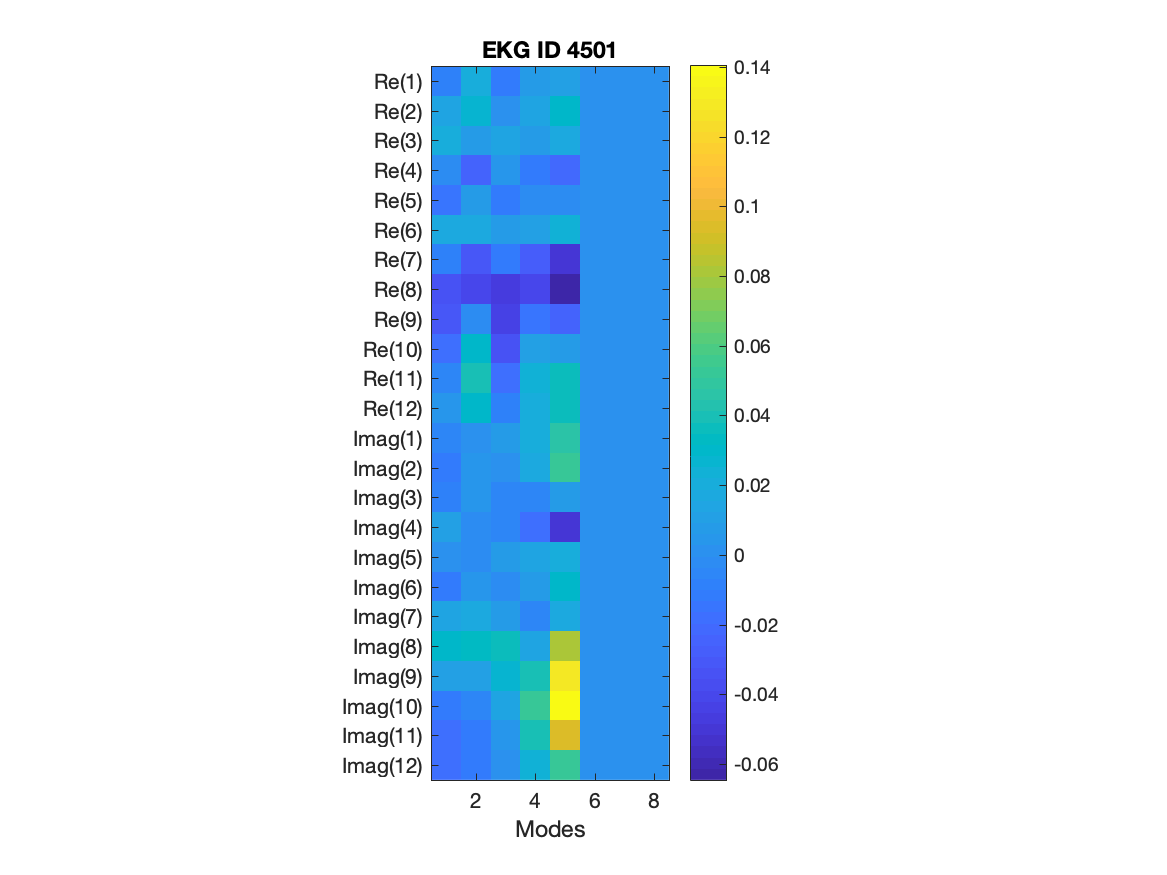 EKG ID 4501
Re(1)
Re(2)
Re(3)
Re(4)
Re(5)
Re(6)
Re(7)
Re(8)
Re(9)
Re(10)
Re(11)
Re(12)
Imag(1)
Imag(2)
Imag(3)
Imag(4)
Imag(5)
Imag(6)
Imag(7)
Imag(8)
Imag(9)
Imag(10)
Imag(11)
Imag(12)
2 4 6 8
Modes
0.14
0.12
0.1
0.08
0.06
0.04
0.02
0
-0.02
-0.04
-0.06